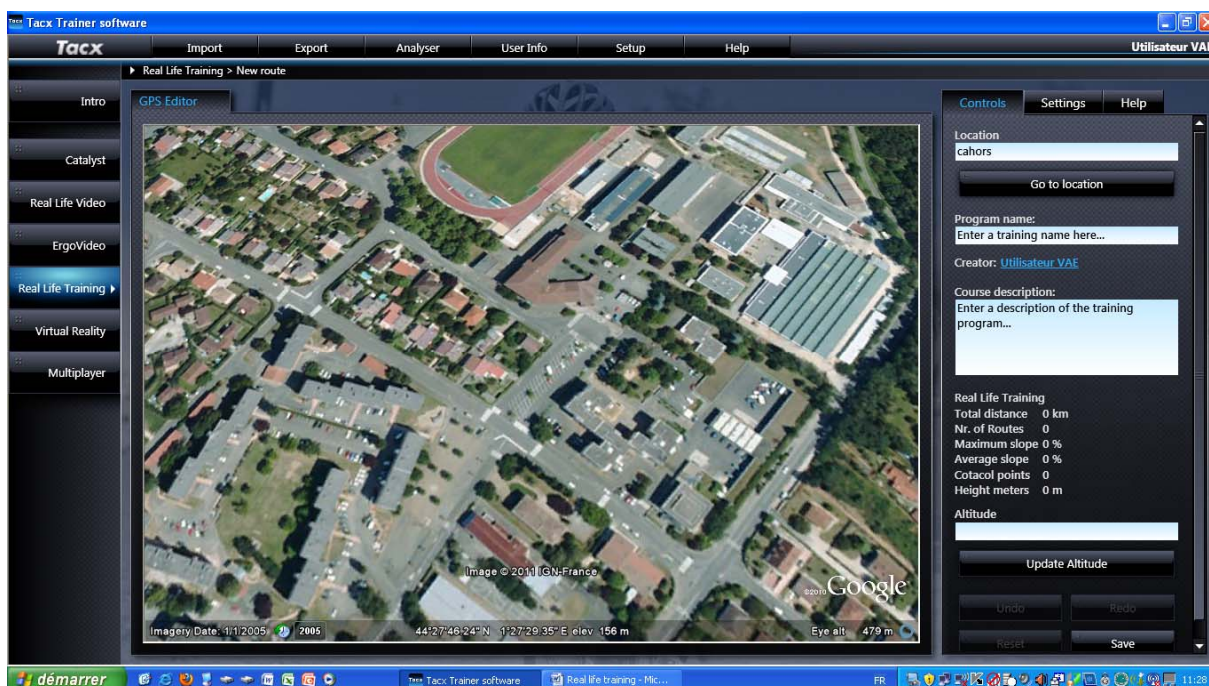 Tacx Trainer software
Tacx Import Export Analyser User Info Setup Help Utilisateur VAE
Real Life Training > New route
Intro
Catalyst
Real Life Video
ErgoVideo
Real Life Training
Virtual Reality
Multiplayer
GPS Editor
Image © 2011 IGN-France
©2010 Google
Imagery Date: 1/1/2005 2005 44°27'46.24" N 1°27'29.35" E elev 156 m Eye alt 479 m
Controls Settings Help
Location
cahors
Go to location
Program name:
Enter a training name here...
Creator: Utilisateur VAE
Course description:
Enter a description of the training
program...
Real Life Training
Total distance 0 km
Nr. of Routes 0
Maximum slope 0 %
Average slope 0 %
Cotacol points 0
Height meters 0 m
Altitude
Update Altitude
Undo Redo
Reset Save
démarrer Tacx Trainer software Real life training - Mic... FR 11:28